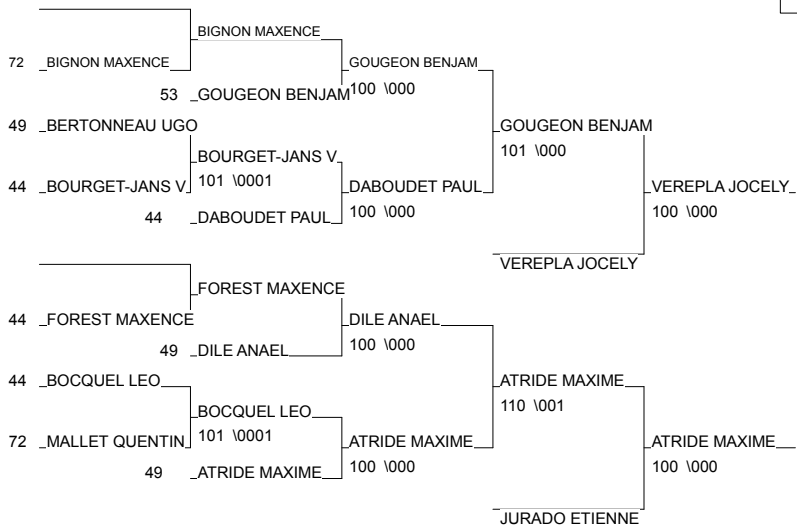 BIGNON MAXENCE
72 BIGNON MAXENCE GOUGEON BENJAM
53 GOUGEON BENJAM 100 \000
49 BERTONNEAU UGO GOUGEON BENJAM
101 \000
BOURGET-JANS V.
101 \0001
44 BOURGET-JANS V. DABOUDET PAUL VEREPLA JOCELY
100 \000 100 \000
44 DABOUDET PAUL
VEREPLA JOCELY
FOREST MAXENCE
44 FOREST MAXENCE DILE ANAEL
49 DILE ANAEL 100 \000
44 BOCQUEL LEO ATRIDE MAXIME
110 \001
BOCQUEL LEO
101 \0001
72 MALLET QUENTIN ATRIDE MAXIME ATRIDE MAXIME
100 \000 100 \000
49 ATRIDE MAXIME
JURADO ETIENNE